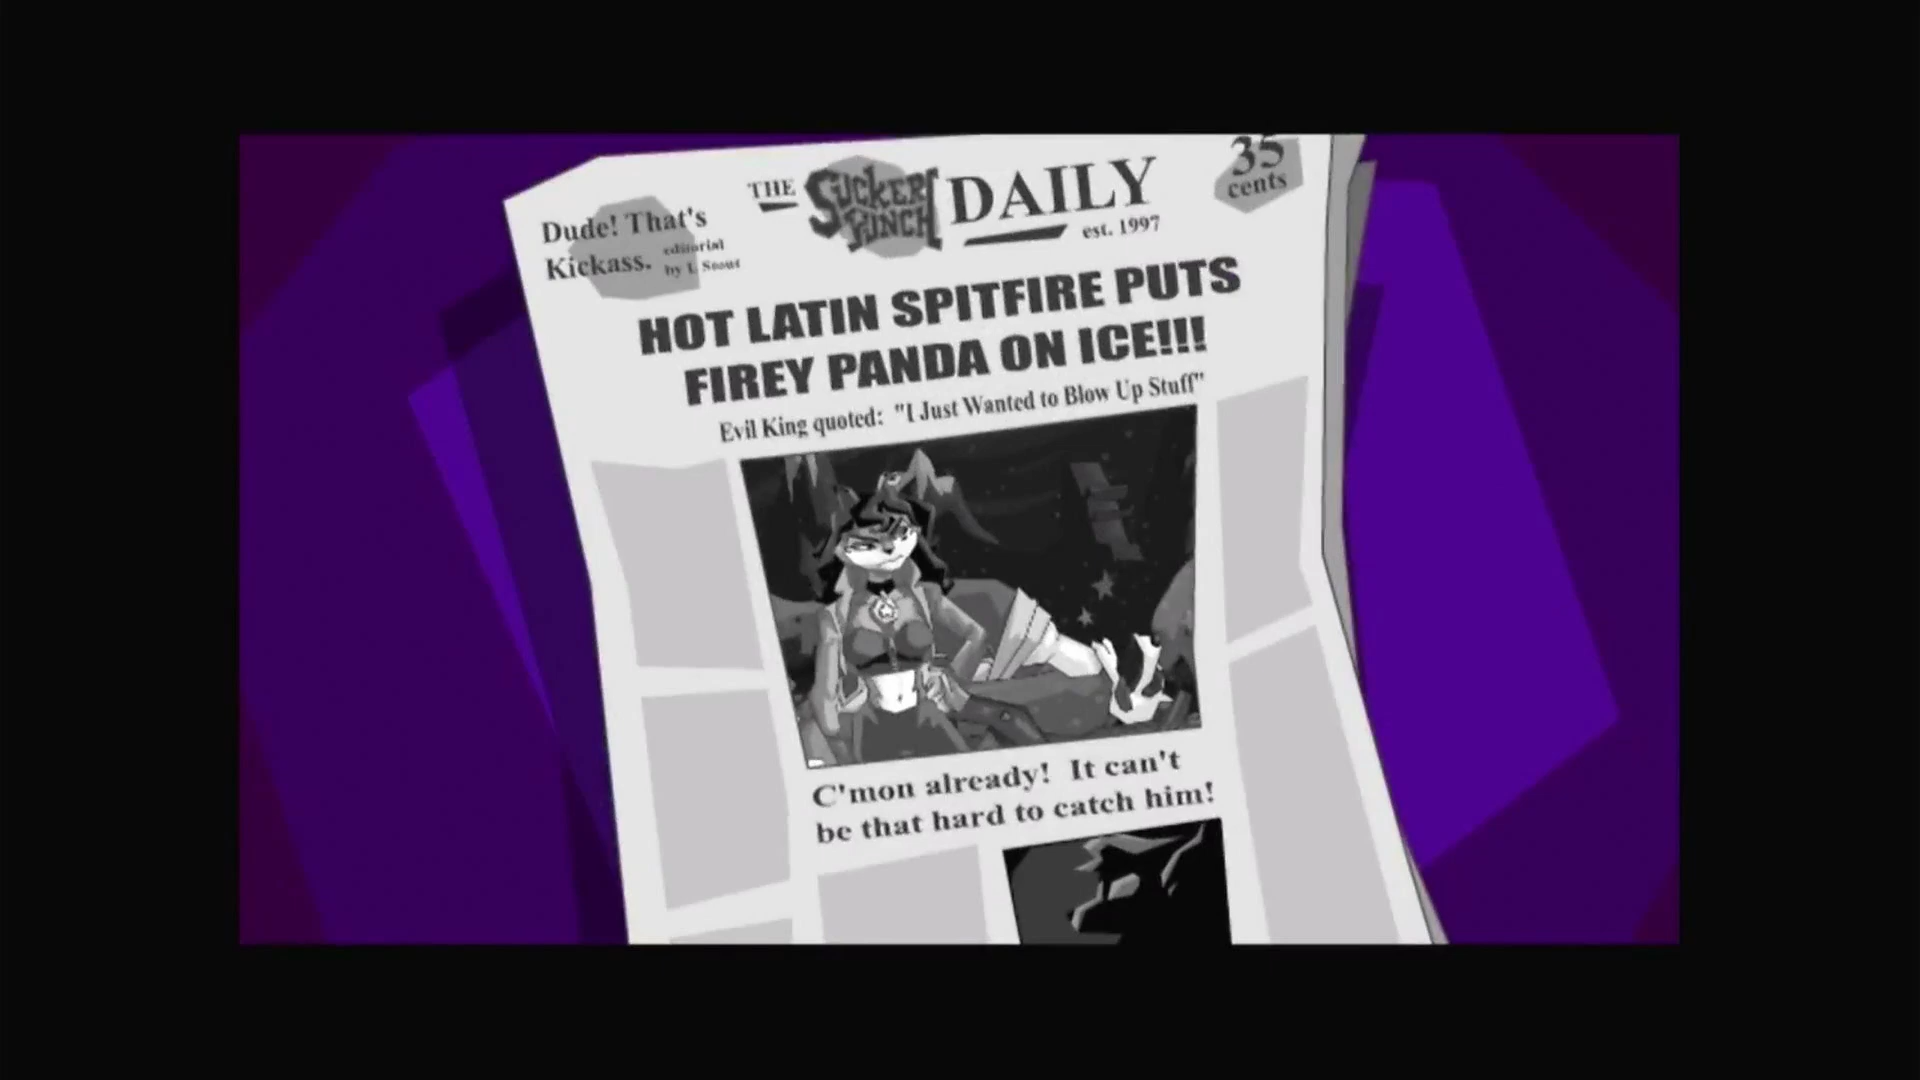 Dude! That's
Kickass. editorial
by
THE SUCKER PUNCH DAILY
est. 1997
35
cents
HOT LATIN SPITFIRE PUTS
FIREY PANDA ON ICE!!!
Evil King quoted: "I Just Wanted to Blow Up Stuff"
C'mon already! It can't
be that hard to catch him!